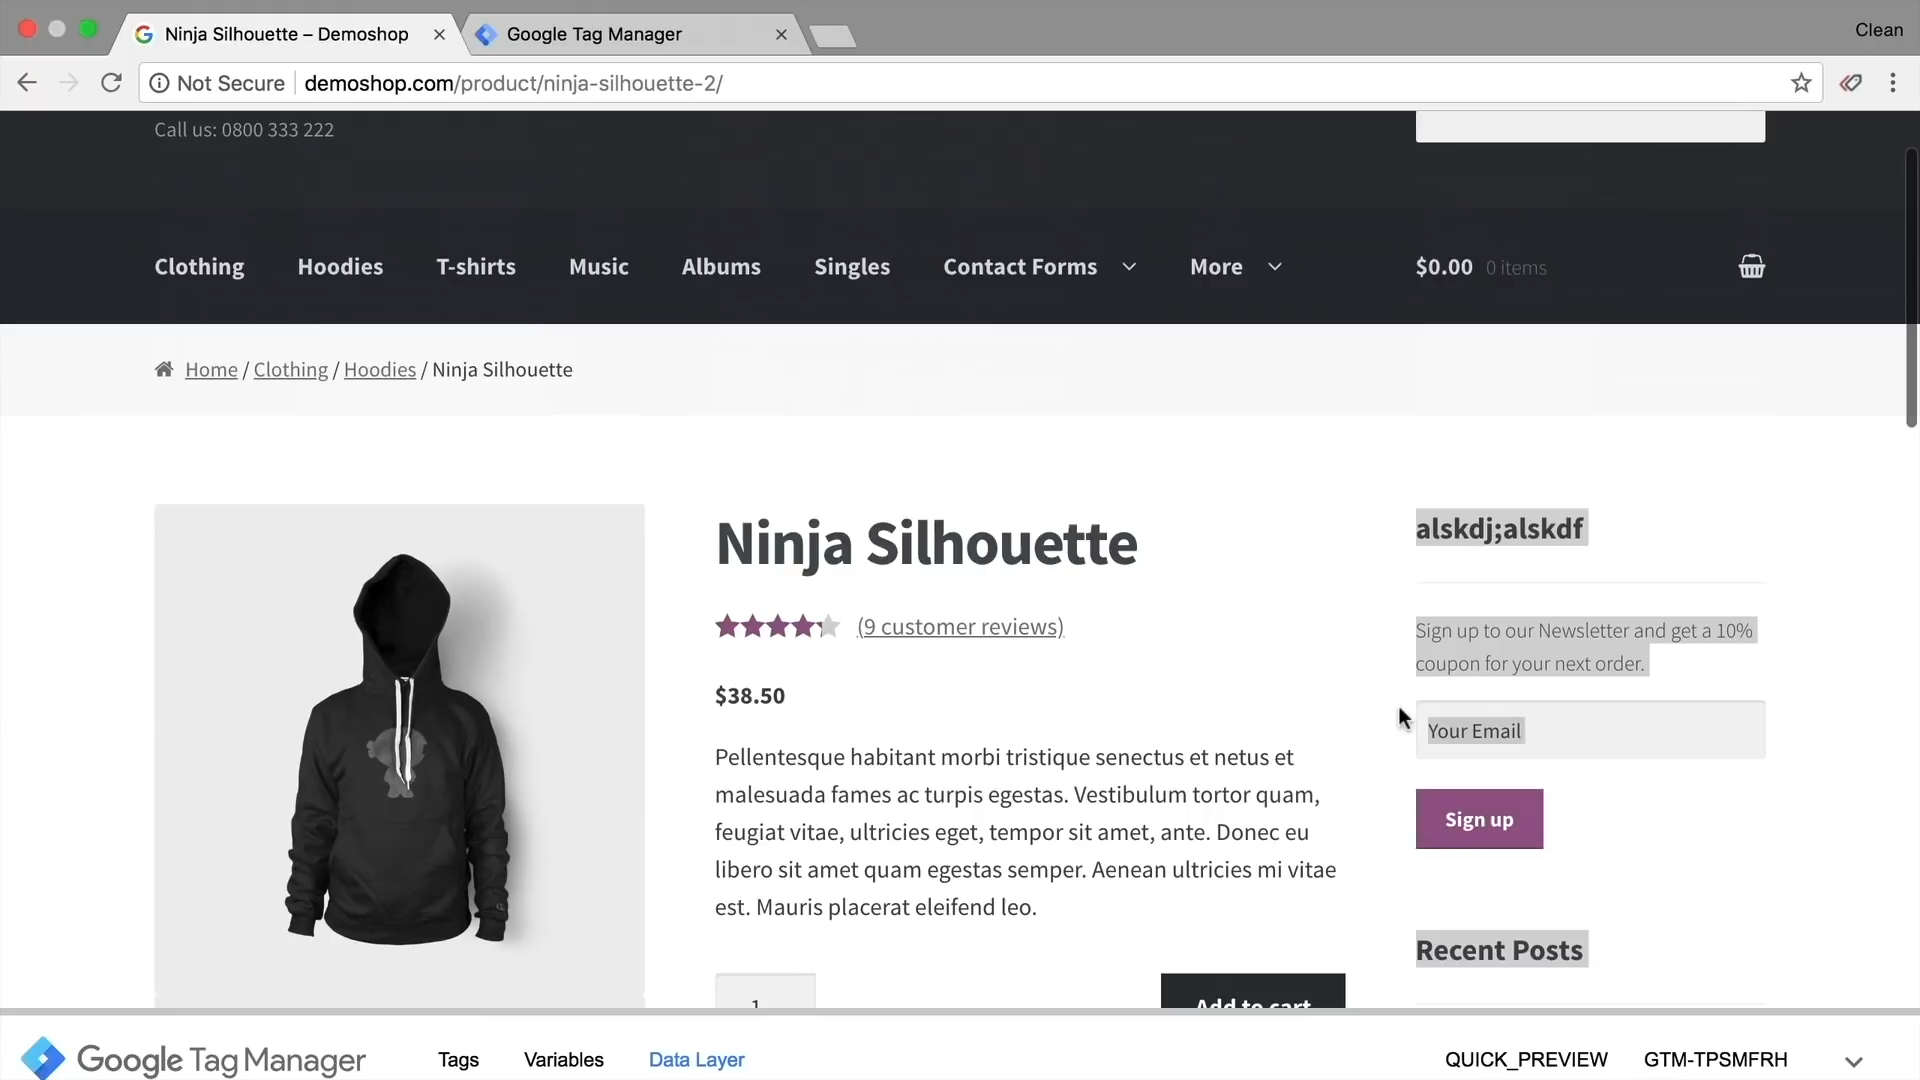 Ninja Silhouette – Demoshop
Google Tag Manager
Clean
Not Secure
demoshop.com/product/ninja-silhouette-2/
Call us: 0800 333 222
Clothing Hoodies T-shirts Music Albums Singles Contact Forms More $0.00 0 items
Home / Clothing / Hoodies / Ninja Silhouette
Ninja Silhouette
(9 customer reviews)
$38.50
Pellentesque habitant morbi tristique senectus et netus et
malesuada fames ac turpis egestas. Vestibulum tortor quam,
feugiat vitae, ultricies eget, tempor sit amet, ante. Donec eu
libero sit amet quam egestas semper. Aenean ultricies mi vitae
est. Mauris placerat eleifend leo.
1
Add to cart
alskdj;alskdf
Sign up to our Newsletter and get a 10%
coupon for your next order.
Your Email
Sign up
Recent Posts
Google Tag Manager Tags Variables Data Layer QUICK_PREVIEW GTM-TPSMFRH